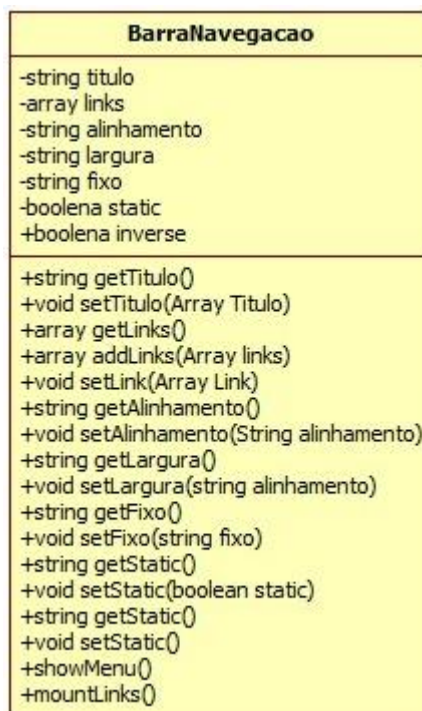 BarraNavegacao
-string titulo
-array links
-string alinhamento
-string largura
-string fixo
-boolena static
+boolena inverse
+string getTitulo()
+void setTitulo(Array Titulo)
+array getLinks()
+array addLinks(Array links)
+void setLink(Array Link)
+string getAlinhamento()
+void setAlinhamento(String alinhamento)
+string getLargura()
+void setLargura(string alinhamento)
+string getFixo()
+void setFixo(string fixo)
+string getStatic()
+void setStatic(boolean static)
+string getStatic()
+void setStatic()
+showMenu()
+mountLinks()